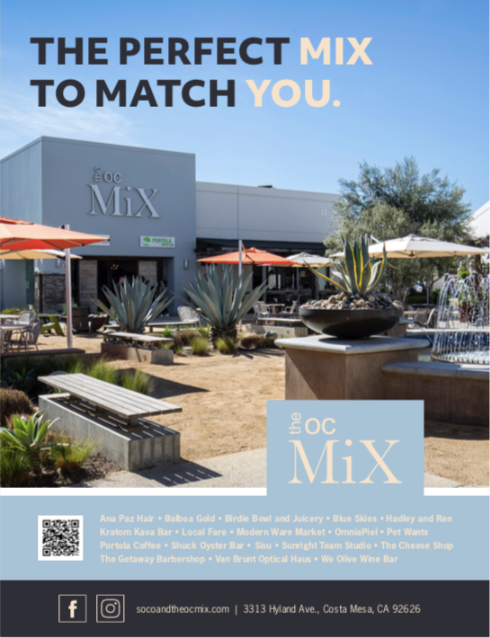 THE PERFECT MIX
TO MATCH YOU.
the OC
MiX
PORTOLA
the OC
MiX
Ana Paz Hair • Balboa Gold • Birdie Bowl and Juicery • Blue Skies • Hadley and Ren
Kratom Kava Bar • Local Fare • Modern Ware Market • OmniaPiel • Pet Wants
Portola Coffee • Shuck Oyster Bar • Sisu • Sunright Team Studio • The Cheese Shop
The Getaway Barbershop • Van Brunt Optical Haus • We Olive Wine Bar
socoandtheocmix.com | 3313 Hyland Ave., Costa Mesa, CA 92626